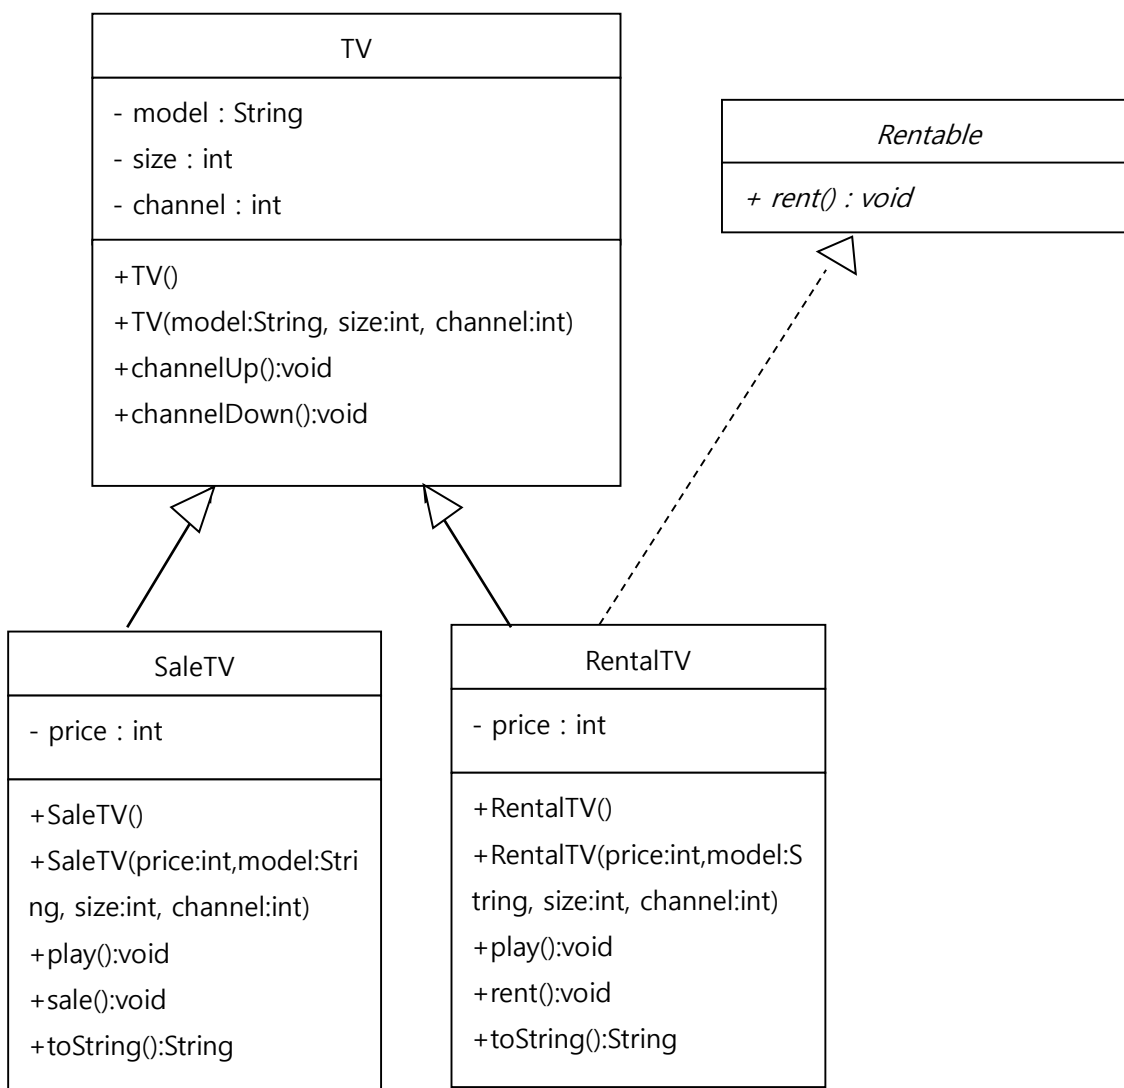 TV
- model : String
- size : int
- channel : int
+TV()
+TV(model:String, size:int, channel:int)
+channelUp():void
+channelDown():void
Rentable
+ rent() : void
SaleTV
- price : int
+SaleTV()
+SaleTV(price:int,model:Stri
ng, size:int, channel:int)
+play():void
+sale():void
+toString():String
RentalTV
- price : int
+RentalTV()
+RentalTV(price:int,model:S
tring, size:int, channel:int)
+play():void
+rent():void
+toString():String